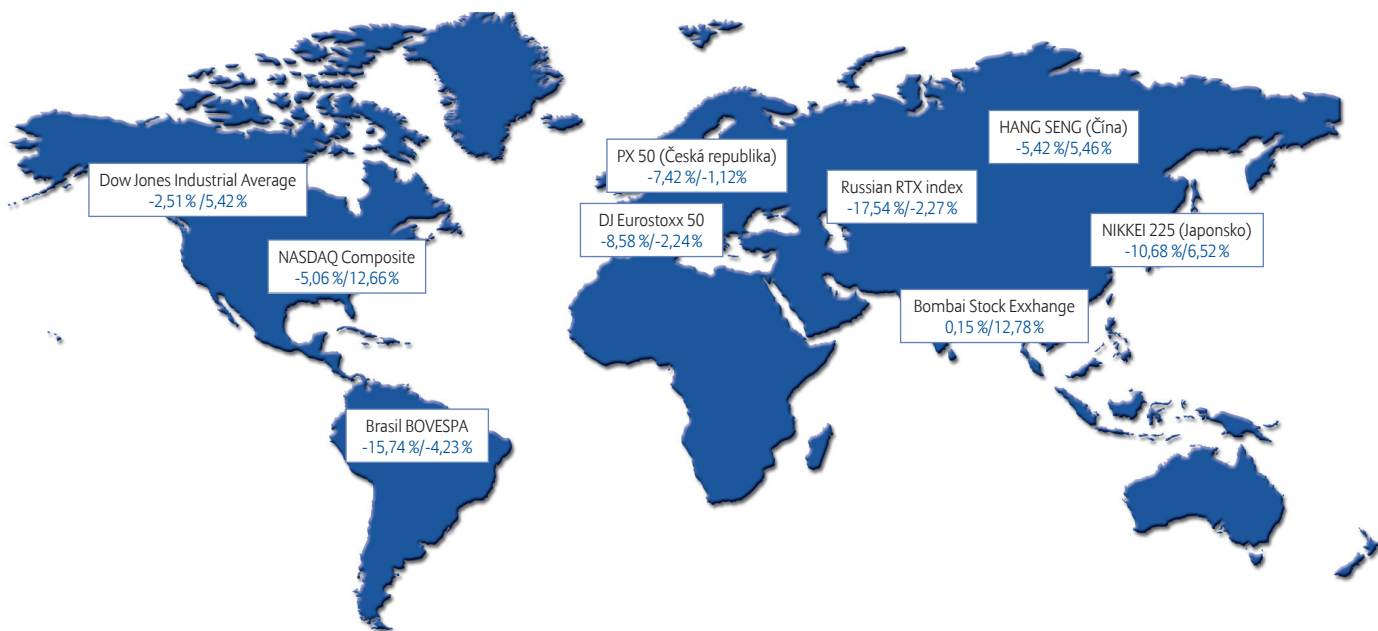 HANG SENG (Čína)
-5,42 %/5,46 %
PX 50 (Česká republika)
-7,42 %/-1,12%
Dow Jones Industrial Average
-2,51 % /5,42 %
Russian RTX index
-17,54 %/-2,27 %
DJ Eurostoxx 50
-8,58 %/-2,24 %
NIKKEI 225 (Japonsko)
-10,68 %/6,52 %
NASDAQ Composite
-5,06 %/12,66%
Bombai Stock Exxhange
0,15 %/12,78 %
Brasil BOVESPA
-15,74 %/-4,23 %